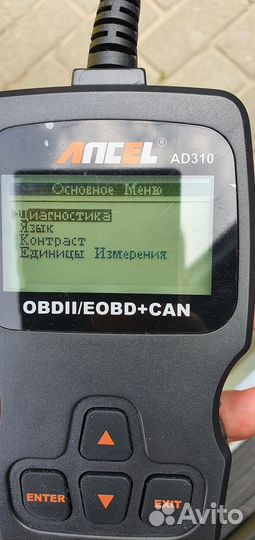 ANCEL®
AD310
Основное Меню
Диагностика
Язык
Контраст
Единицы Измерения
OBDII/EOBD+CAN
ENTER
EXIT
Avito